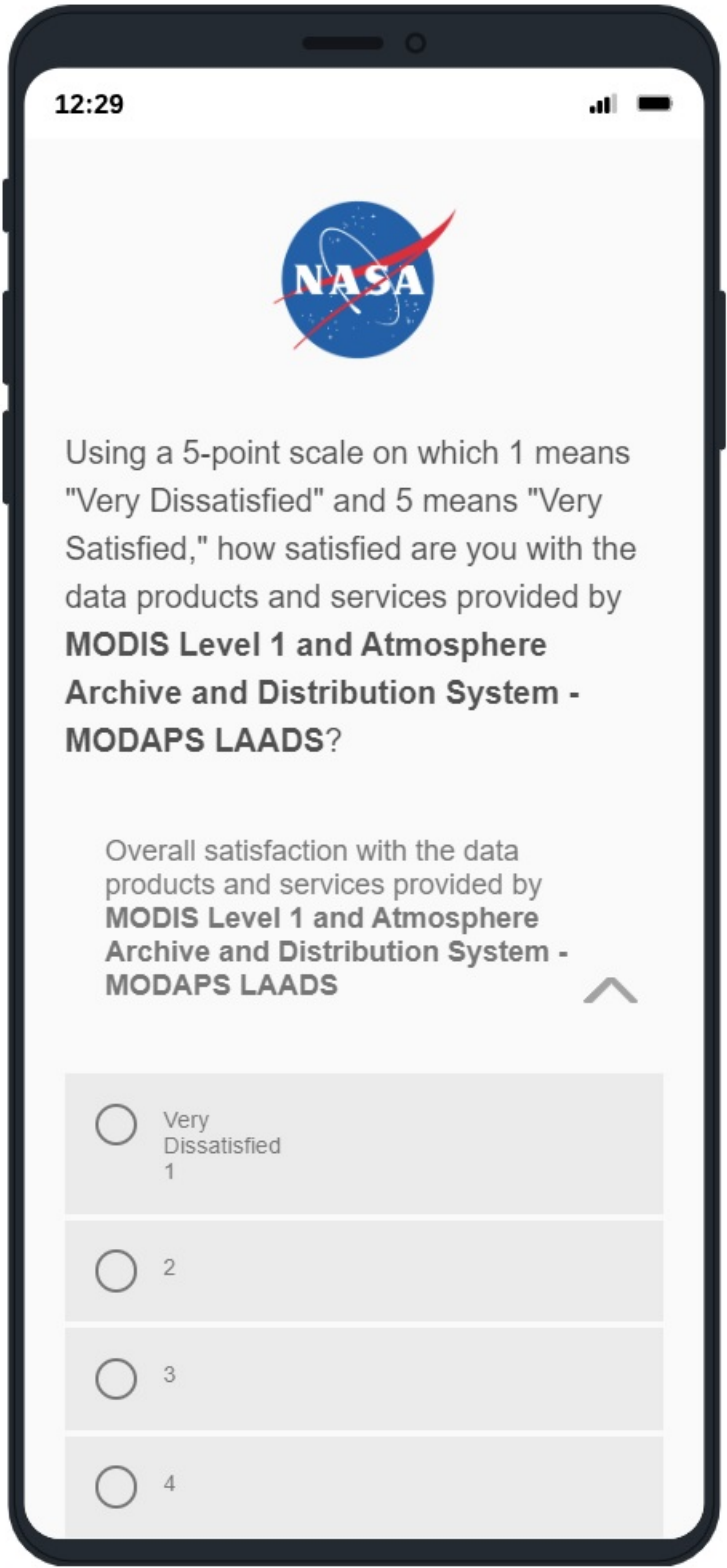 12:29
NASA
Using a 5-point scale on which 1 means
"Very Dissatisfied" and 5 means "Very
Satisfied," how satisfied are you with the
data products and services provided by
MODIS Level 1 and Atmosphere
Archive and Distribution System -
MODAPS LAADS?
Overall satisfaction with the data
products and services provided by
MODIS Level 1 and Atmosphere
Archive and Distribution System -
MODAPS LAADS
Very
Dissatisfied
1
2
3
4